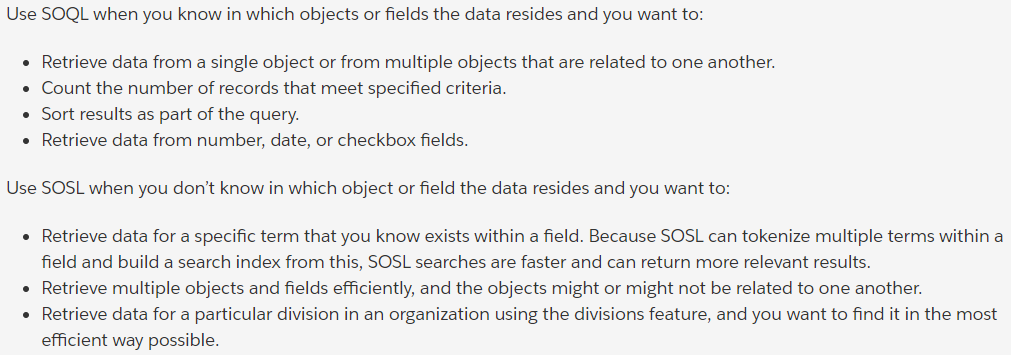 Use SOQL when you know in which objects or fields the data resides and you want to:
• Retrieve data from a single object or from multiple objects that are related to one another.
• Count the number of records that meet specified criteria.
• Sort results as part of the query.
• Retrieve data from number, date, or checkbox fields.
Use SOSL when you don’t know in which object or field the data resides and you want to:
• Retrieve data for a specific term that you know exists within a field. Because SOSL can tokenize multiple terms within a
field and build a search index from this, SOSL searches are faster and can return more relevant results.
• Retrieve multiple objects and fields efficiently, and the objects might or might not be related to one another.
• Retrieve data for a particular division in an organization using the divisions feature, and you want to find it in the most
efficient way possible.